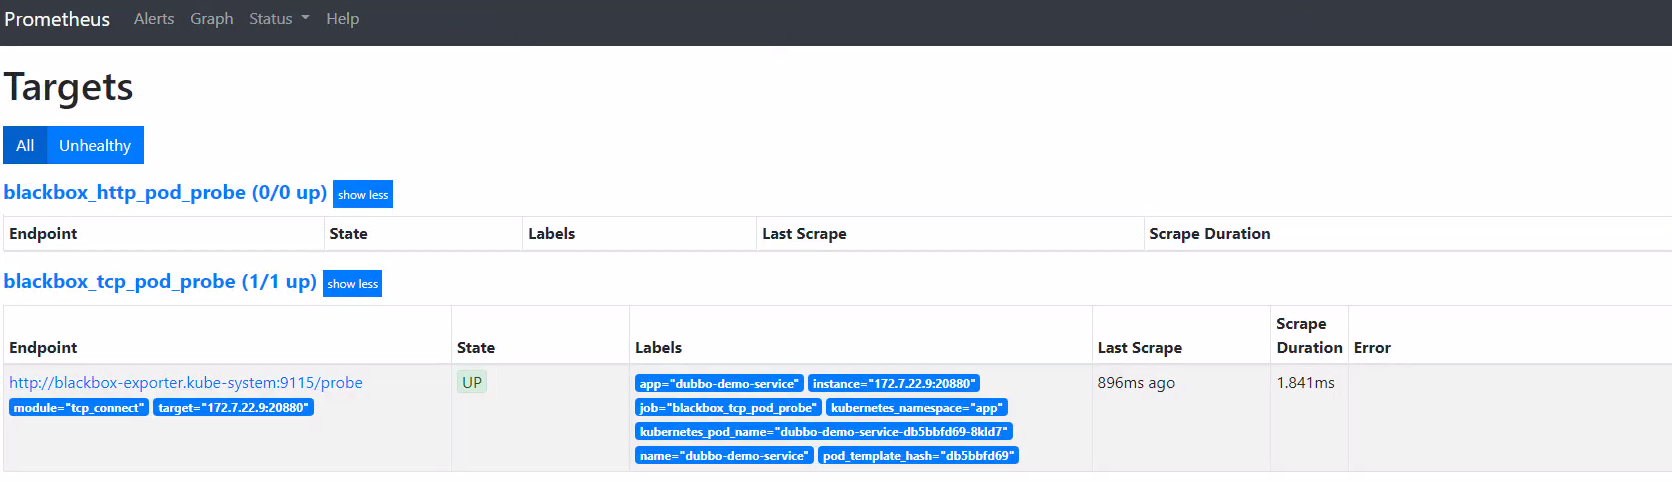 Prometheus Alerts Graph Status Help
Targets
All Unhealthy
blackbox_http_pod_probe (0/0 up) show less
Endpoint State Labels Last Scrape Scrape Duration
blackbox_tcp_pod_probe (1/1 up) show less
Endpoint State Labels Last Scrape Scrape Duration Error
http://blackbox-exporter.kube-system:9115/probe
module="tcp_connect" target="172.7.22.9:20880"
UP
app="dubbo-demo-service" instance="172.7.22.9:20880"
job="blackbox_tcp_pod_probe" kubernetes_namespace="app"
kubernetes_pod_name="dubbo-demo-service-db5bbfd69-8kld7"
name="dubbo-demo-service" pod_template_hash="db5bbfd69"
896ms ago
1.841ms